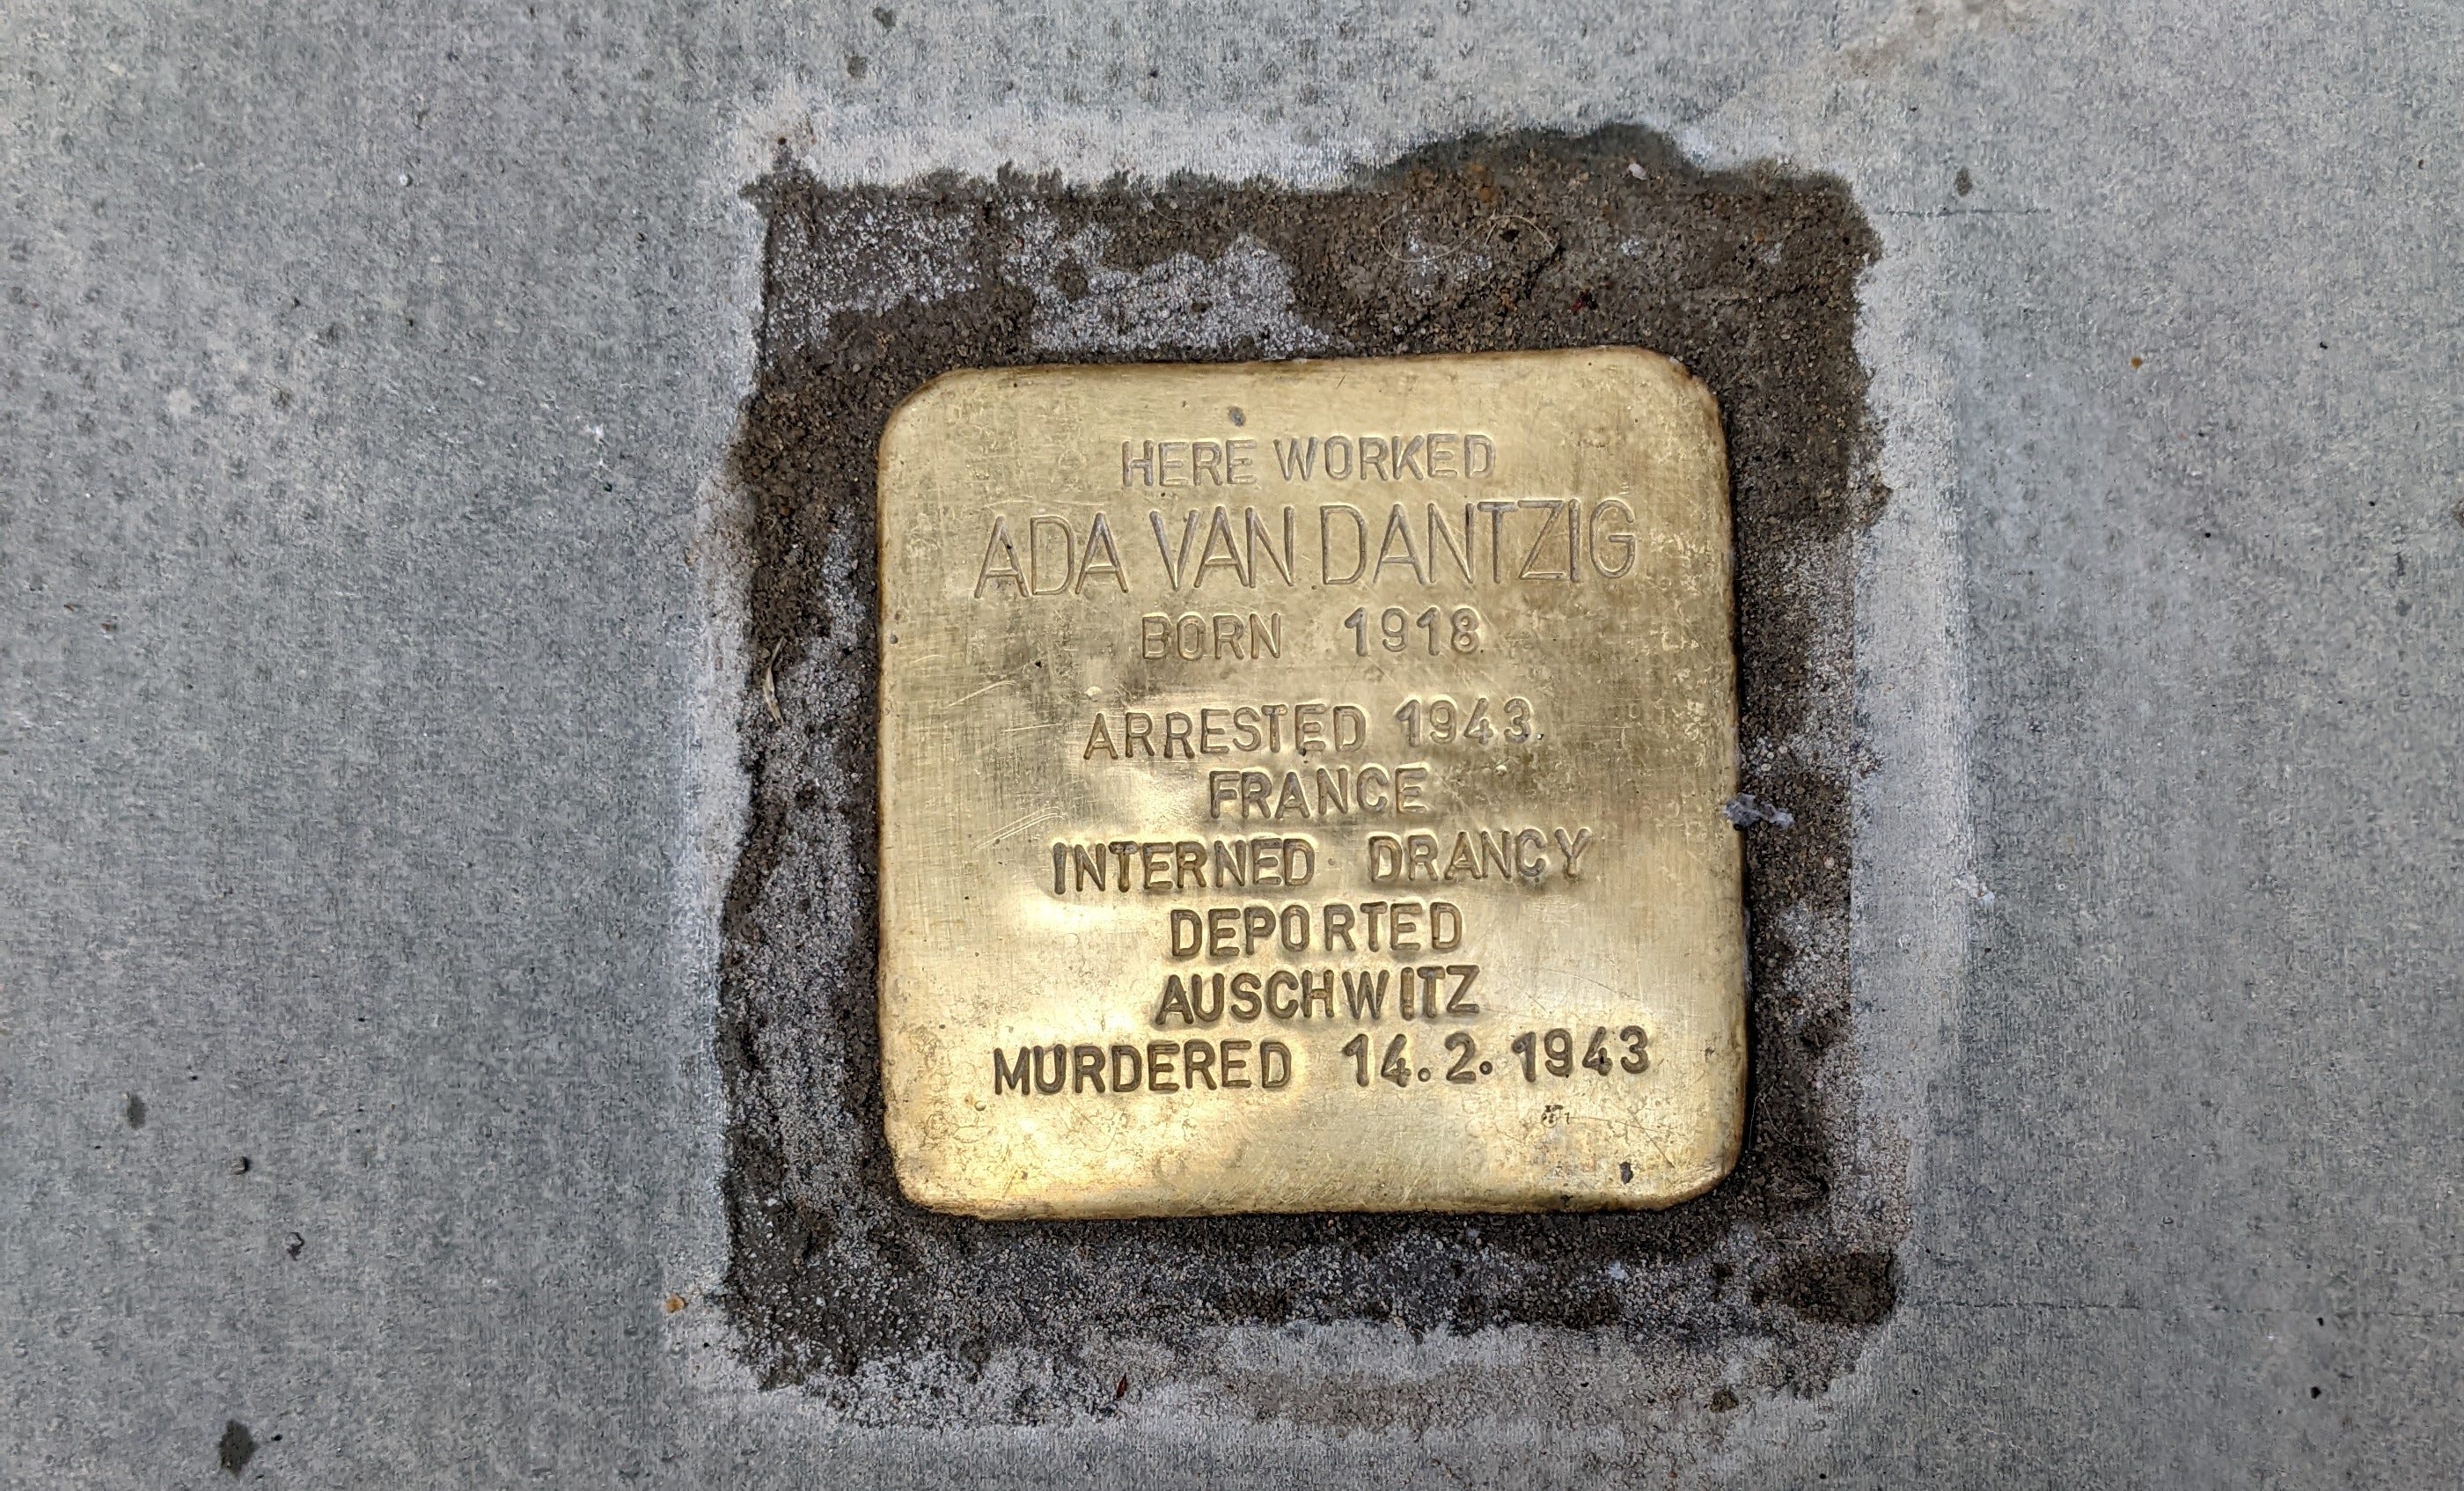 HERE WORKED
ADA VAN DANTZIG
BORN 1918
ARRESTED 1943
FRANCE
INTERNED DRANCY
DEPORTED
AUSCHWITZ
MURDERED 14.2.1943